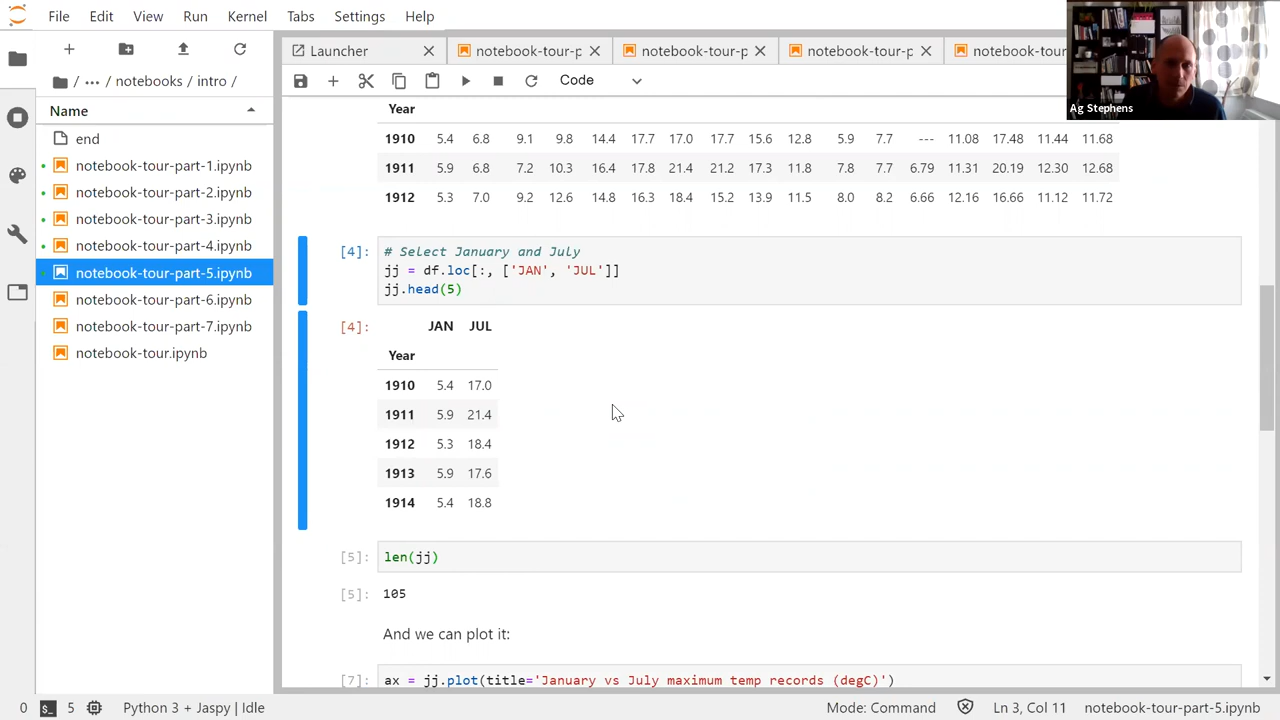 File Edit View Run Kernel Tabs Settings Help
Launcher notebook-tour-p notebook-tour-p notebook-tour-p notebook-tour
/ ··· / notebooks / intro /
Code
Ag Stephens
Name
end
notebook-tour-part-1.ipynb
notebook-tour-part-2.ipynb
notebook-tour-part-3.ipynb
notebook-tour-part-4.ipynb
notebook-tour-part-5.ipynb
notebook-tour-part-6.ipynb
notebook-tour-part-7.ipynb
notebook-tour.ipynb
Year
1910 5.4 6.8 9.1 9.8 14.4 17.7 17.0 17.7 15.6 12.8 5.9 7.7 --- 11.08 17.48 11.44 11.68
1911 5.9 6.8 7.2 10.3 16.4 17.8 21.4 21.2 17.3 11.8 7.8 7.7 6.79 11.31 20.19 12.30 12.68
1912 5.3 7.0 9.2 12.6 14.8 16.3 18.4 15.2 13.9 11.5 8.0 8.2 6.66 12.16 16.66 11.12 11.72
[4]: # Select January and July
jj = df.loc[:, ['JAN', 'JUL']]
jj.head(5)
[4]: JAN JUL
Year
1910 5.4 17.0
1911 5.9 21.4
1912 5.3 18.4
1913 5.9 17.6
1914 5.4 18.8
[5]: len(jj)
[5]: 105
And we can plot it:
[7]: ax = jj.plot(title='January vs July maximum temp records (degC)')
0 5 Python 3 + Jaspy | Idle Mode: Command Ln 3, Col 11 notebook-tour-part-5.ipynb